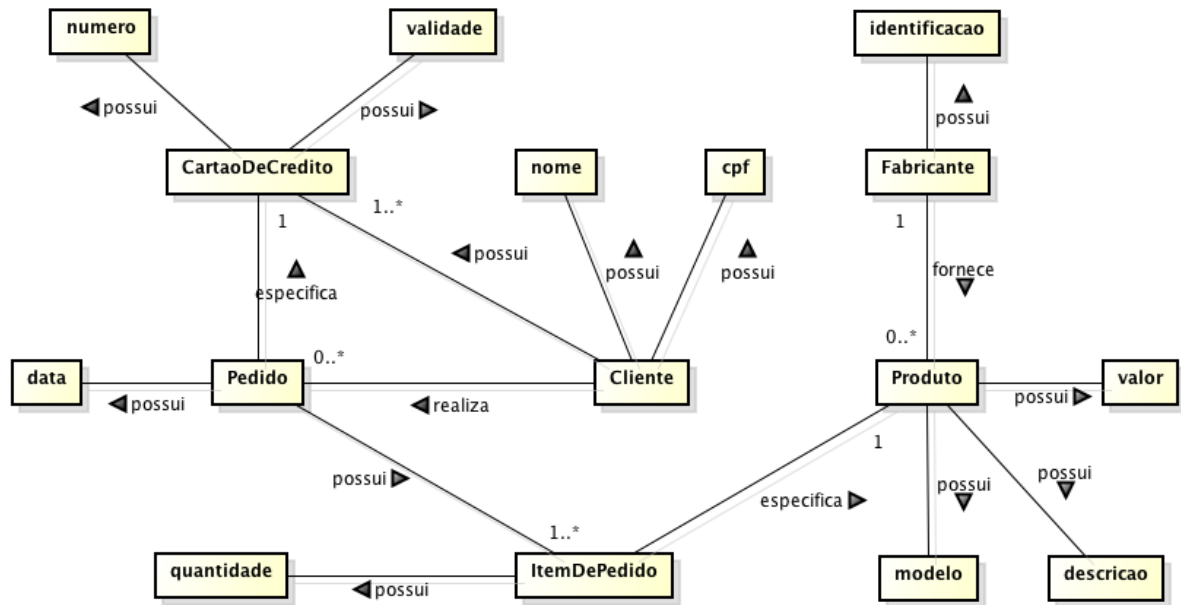 numero
validade
identificacao
possui
possui
possui
CartaoDeCredito
nome
cpf
Fabricante
1
1..*
1
possui
possui
possui
especifica
fornece
0..*
0..*
data
Pedido
Cliente
Produto
valor
possui
realiza
possui
1
possui
especifica
possui
possui
1..*
quantidade
ItemDePedido
modelo
descricao
possui